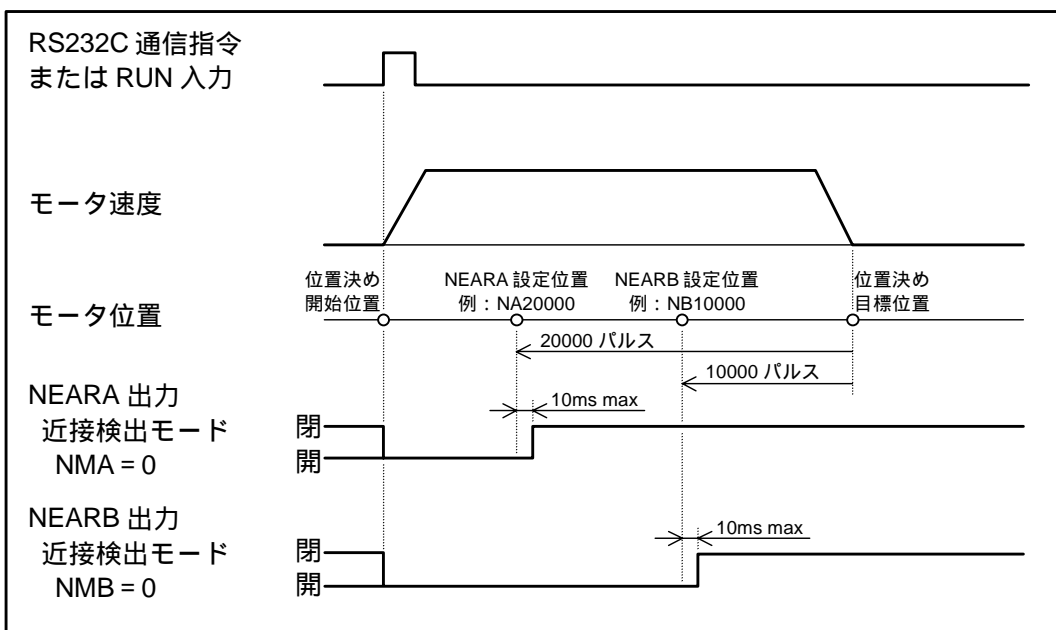 RS232C 通信指令
または RUN 入力
モータ速度
位置決め
開始位置
NEARA 設定位置
例：NA20000
NEARB 設定位置
例：NB10000
位置決め
目標位置
モータ位置
20000 パルス
10000 パルス
NEARA 出力
近接検出モード
NMA = 0
閉
開
10ms max
NEARB 出力
近接検出モード
NMB = 0
閉
開
10ms max